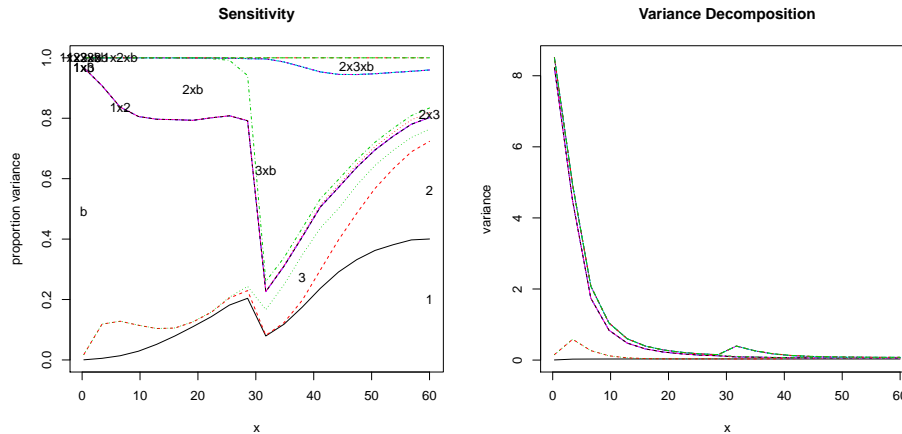 Sensitivity
proportion variance
0.0 0.2 0.4 0.6 0.8 1.0
1x2xb
1x3
1x2
2xb
2x3xb
2x3
3xb
b
2
3
1
0 10 20 30 40 50 60
x
Variance Decomposition
variance
0 2 4 6 8
0 10 20 30 40 50 60
x